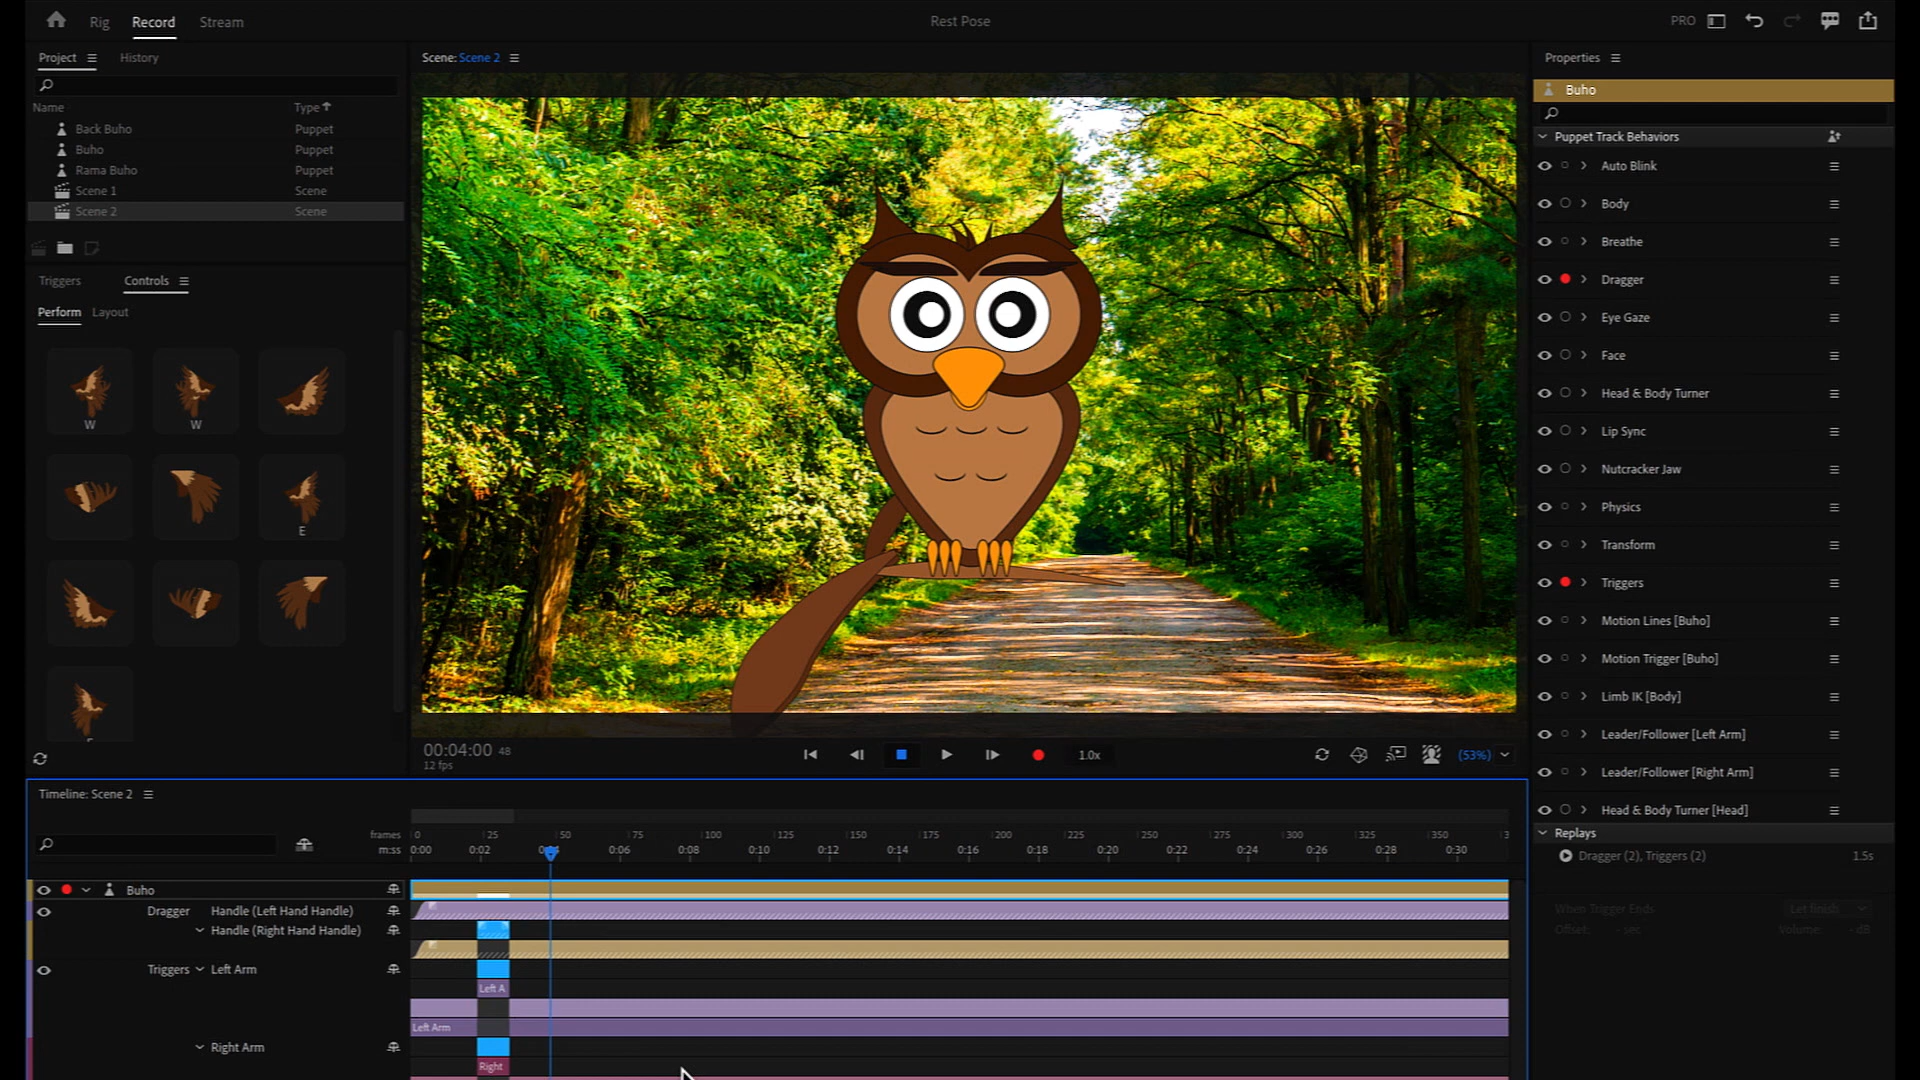 Rig Record Stream
Rest Pose
PRO
Project History
Name Type
Back Buho Puppet
Buho Puppet
Rama Buho Puppet
Scene 1 Scene
Scene 2 Scene
Triggers Controls
Perform Layout
W W
E
Scene: Scene 2
00:04:00 48
12 fps
1.0x
(53%)
Properties
Buho
Puppet Track Behaviors
Auto Blink
Body
Breathe
Dragger
Eye Gaze
Face
Head & Body Turner
Lip Sync
Nutcracker Jaw
Physics
Transform
Triggers
Motion Lines [Buho]
Motion Trigger [Buho]
Limb IK [Body]
Leader/Follower [Left Arm]
Leader/Follower [Right Arm]
Head & Body Turner [Head]
Replays
Dragger (2), Triggers (2) 1.5s
When Trigger Ends Let finish
Offset: - sec Volume: - dB
Timeline: Scene 2
frames 0 25 50 75 100 125 150 175 200 225 250 275 300 325 350
m:ss 0:00 0:02 0:06 0:08 0:10 0:12 0:14 0:16 0:18 0:20 0:22 0:24 0:26 0:28 0:30
Buho
Dragger Handle (Left Hand Handle)
Handle (Right Hand Handle)
Triggers Left Arm
Left A
Left Arm
Right Arm
Right